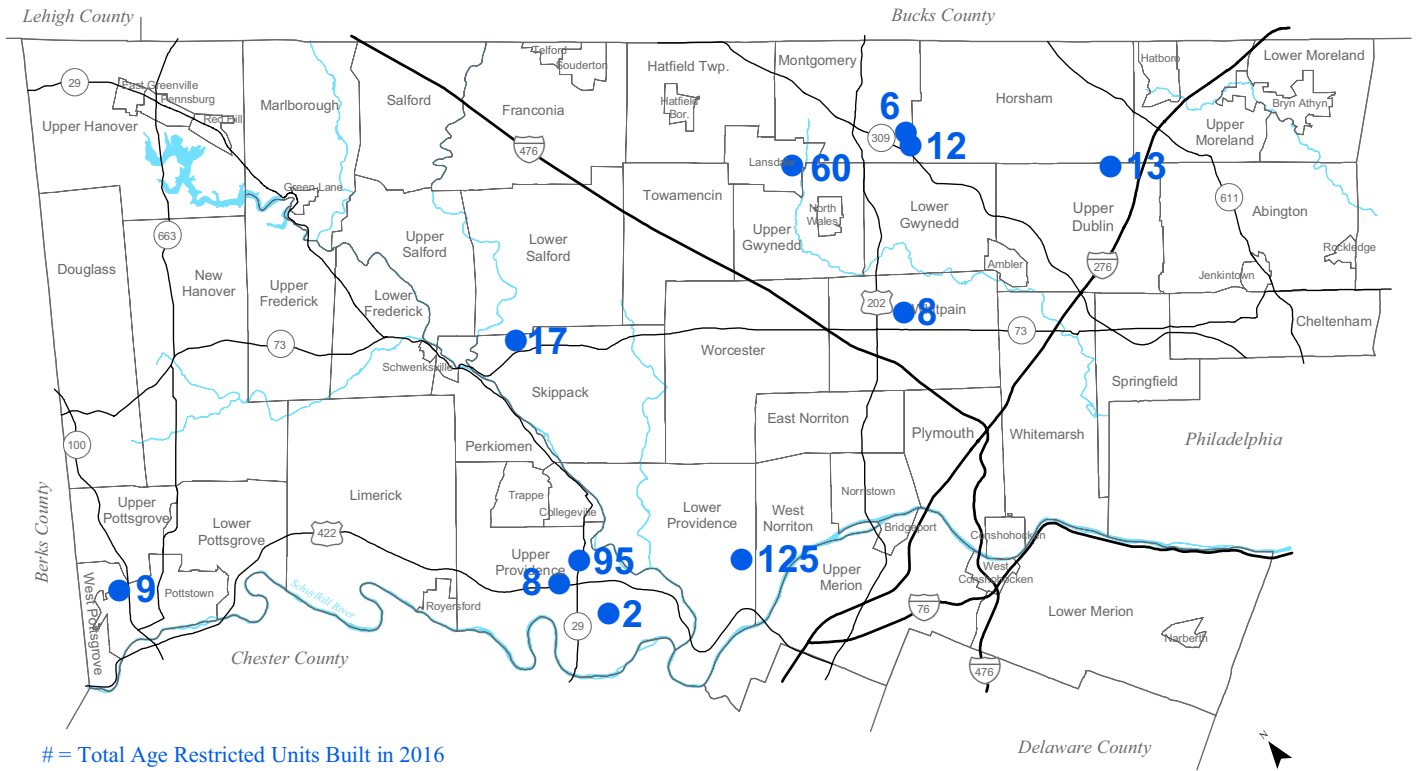 Lehigh County
Bucks County
Telford
Souderton
Montgomery
Hatboro
Lower Moreland
Hatfield Twp.
29
East Greenville
Pennsburg
Marlborough
Salford
Franconia
Hatfield
Bor.
Horsham
Bryn Athyn
Upper Hanover
Red Hill
6
309
12
Upper
Moreland
476
Lansdale
60
13
Green Lane
Towamencin
North
Wales
Lower
Gwynedd
Upper
Dublin
611
Abington
663
Upper
Salford
Lower
Salford
Upper
Gwynedd
Rockledge
Douglass
New
Hanover
Upper
Frederick
Lower
Frederick
Ambler
276
Jenkintown
202
8
Whitpain
73
Cheltenham
73
17
Worcester
Schwenksville
Skippack
Springfield
100
Perkiomen
East Norriton
Plymouth
Whitemarsh
Philadelphia
Berks County
Upper
Pottsgrove
Lower
Pottsgrove
Limerick
Trappe
Collegeville
Lower
Providence
West
Norriton
Norristown
Bridgeport
Conshohocken
422
Upper
Providence
95
125
Upper
Merion
West
Conshohocken
West Pottsgrove
9
Pottstown
Schuylkill River
Royersford
8
2
29
76
Lower Merion
Narberth
Chester County
476
Delaware County
N
# = Total Age Restricted Units Built in 2016